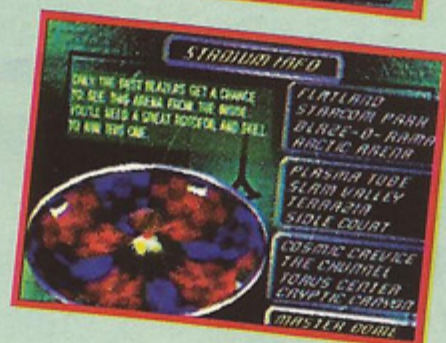 STADIUM INFO
ONLY THE BEST BLAZERS GET A CHANCE
TO SEE THIS ARENA FROM THE INSIDE.
YOU'LL NEED A GREAT ROTOFOIL AND SKILL
TO WIN THIS ONE.
FLATLAND
STARCOM PARK
BLAZE-O-RAMA
ARCTIC ARENA
PLASMA TUBE
SLAM VALLEY
TERRAZIA
SIDLE COURT
COSMIC CREVICE
THE CHUNNEL
TORUS CENTER
CRYPTIC CANYON
MASTER DOME